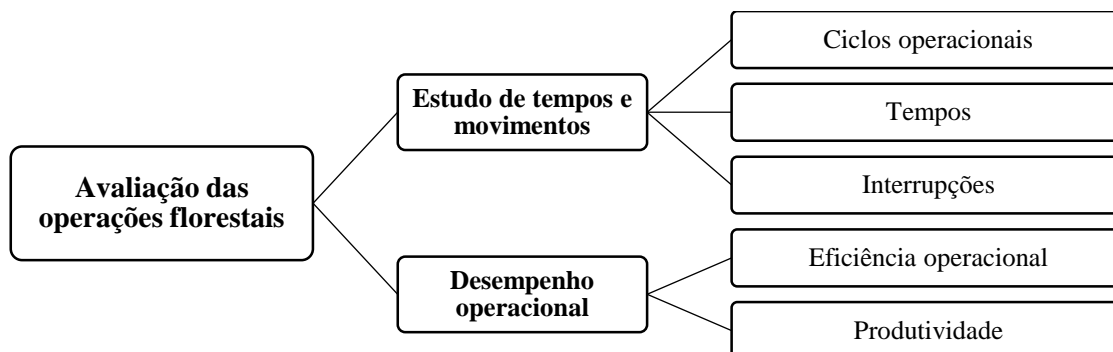 Avaliação das
operações florestais
Estudo de tempos e
movimentos
Ciclos operacionais
Tempos
Interrupções
Desempenho
operacional
Eficiência operacional
Produtividade